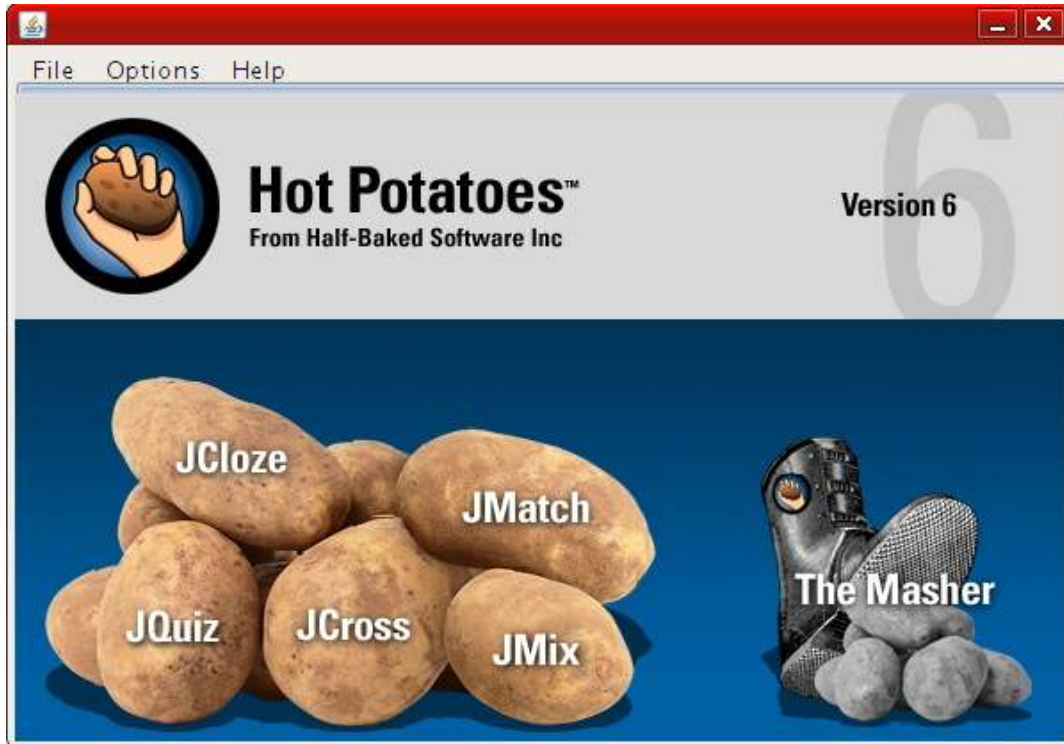 File Options Help
Hot Potatoes™
From Half-Baked Software Inc
Version 6
6
JCloze
JMatch
JQuiz
JCross
JMix
The Masher